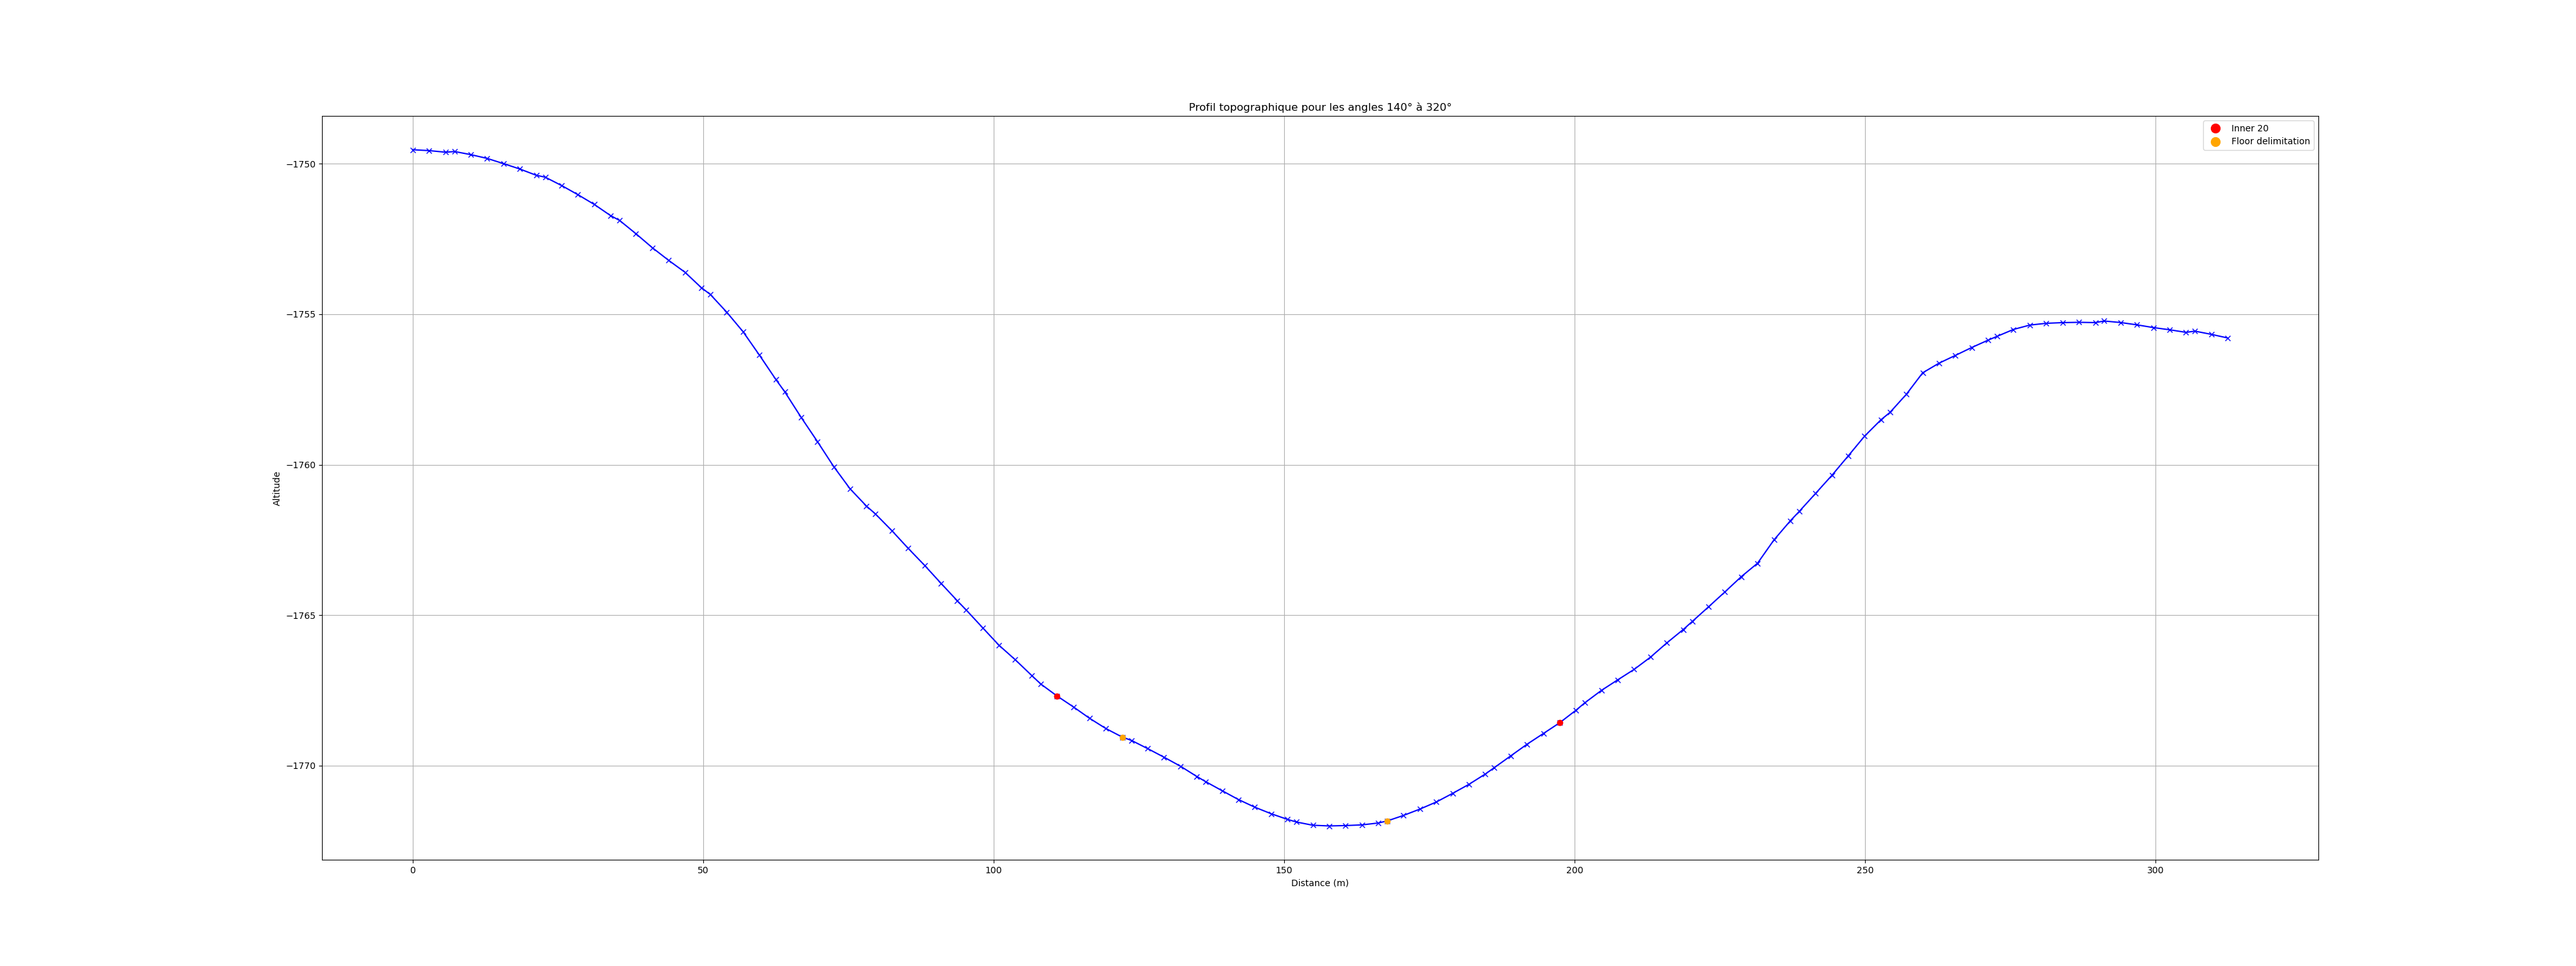 Profil topographique pour les angles 140° à 320°
Inner 20
Floor delimitation
−1750
−1755
−1760
−1765
−1770
Altitude
0
50
100
150
200
250
300
Distance (m)